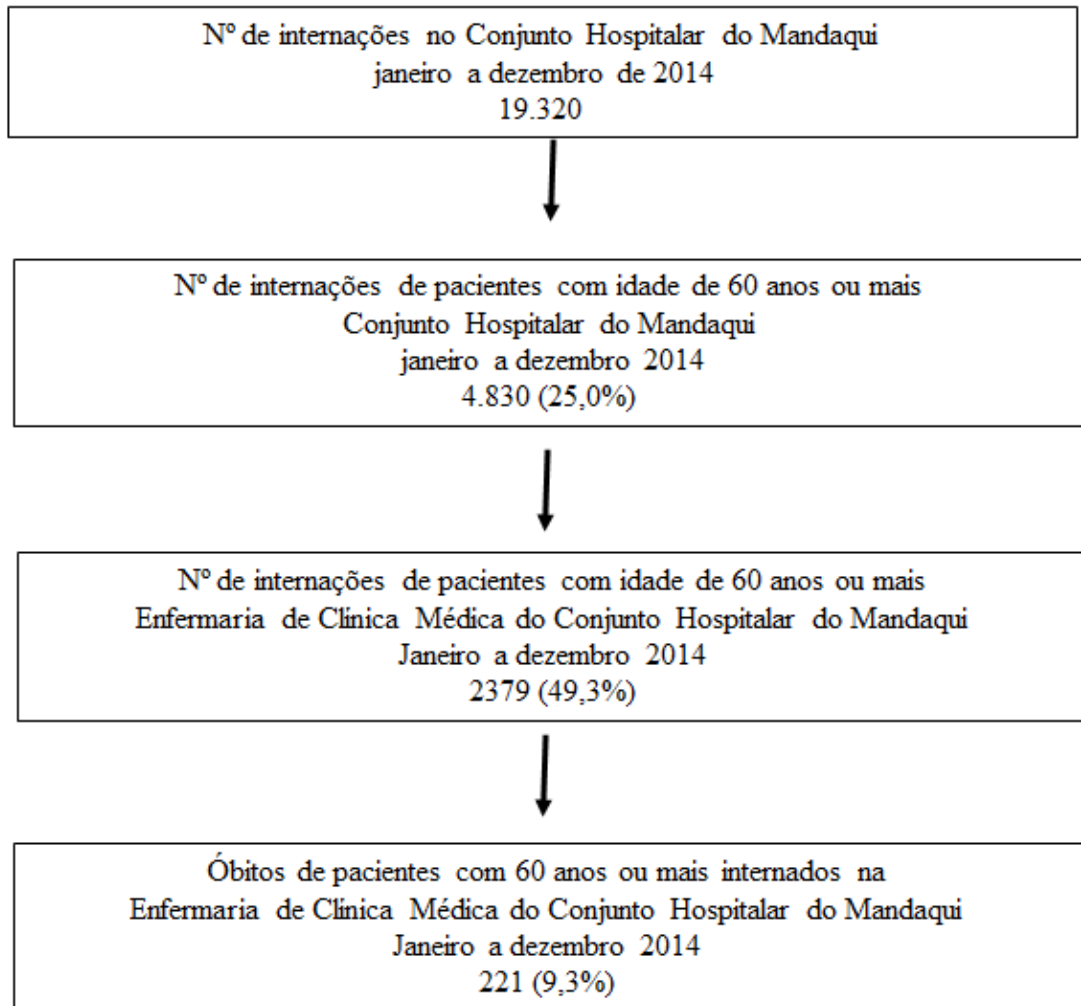 Nº de internações no Conjunto Hospitalar do Mandaqui
janeiro a dezembro de 2014
19.320
Nº de internações de pacientes com idade de 60 anos ou mais
Conjunto Hospitalar do Mandaqui
janeiro a dezembro 2014
4.830 (25,0%)
Nº de internações de pacientes com idade de 60 anos ou mais
Enfermaria de Clínica Médica do Conjunto Hospitalar do Mandaqui
Janeiro a dezembro 2014
2379 (49,3%)
Óbitos de pacientes com 60 anos ou mais internados na
Enfermaria de Clínica Médica do Conjunto Hospitalar do Mandaqui
Janeiro a dezembro 2014
221 (9,3%)